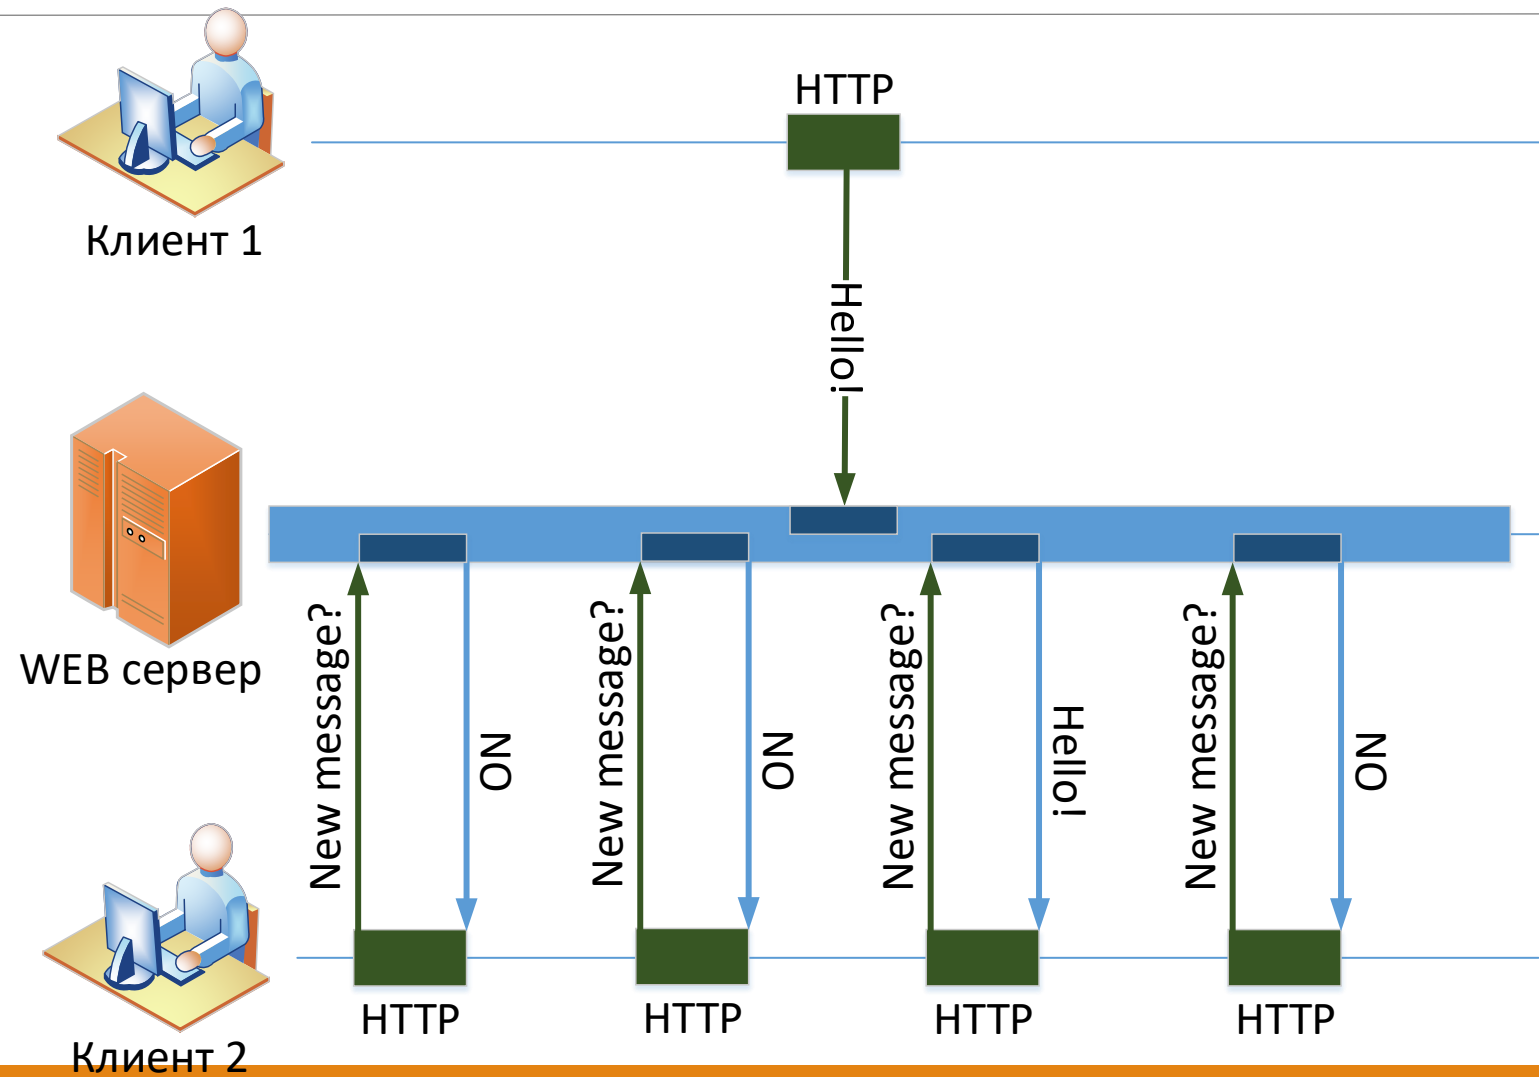 HTTP
Клиент 1
Hello!
WEB сервер
New message?
NO
New message?
NO
New message?
Hello!
New message?
NO
HTTP
HTTP
HTTP
HTTP
Клиент 2